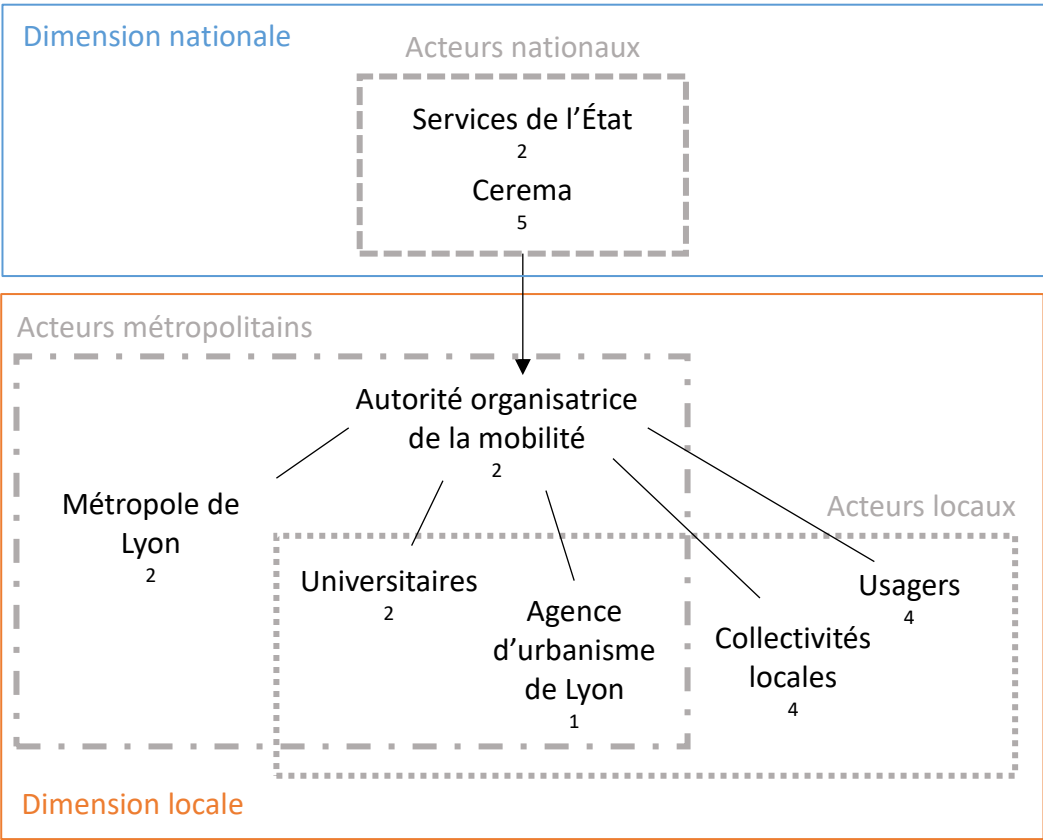 Dimension nationale
Acteurs nationaux
Services de l'État
2
Cerema
5
Acteurs métropolitains
Autorité organisatrice
de la mobilité
2
Métropole de
Lyon
2
Acteurs locaux
Universitaires
2
Agence
d'urbanisme
de Lyon
1
Collectivités
locales
4
Usagers
4
Dimension locale